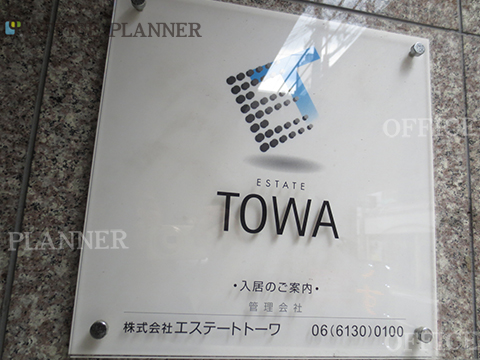 PLANNER
OFFICE
ESTATE
TOWA
PLANNER
・入居のご案内・
管理会社
株式会社エステートトーワ 06(6130)0100